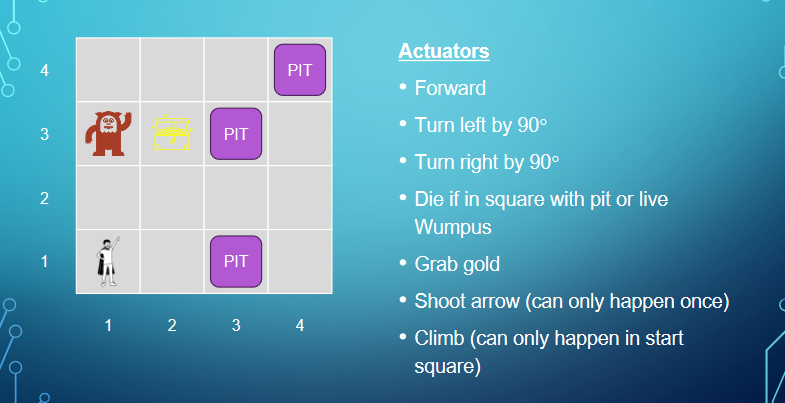 4
PIT
3
PIT
2
1
PIT
1 2 3 4
Actuators
• Forward
• Turn left by 90°
• Turn right by 90°
• Die if in square with pit or live
Wumpus
• Grab gold
• Shoot arrow (can only happen once)
• Climb (can only happen in start
square)